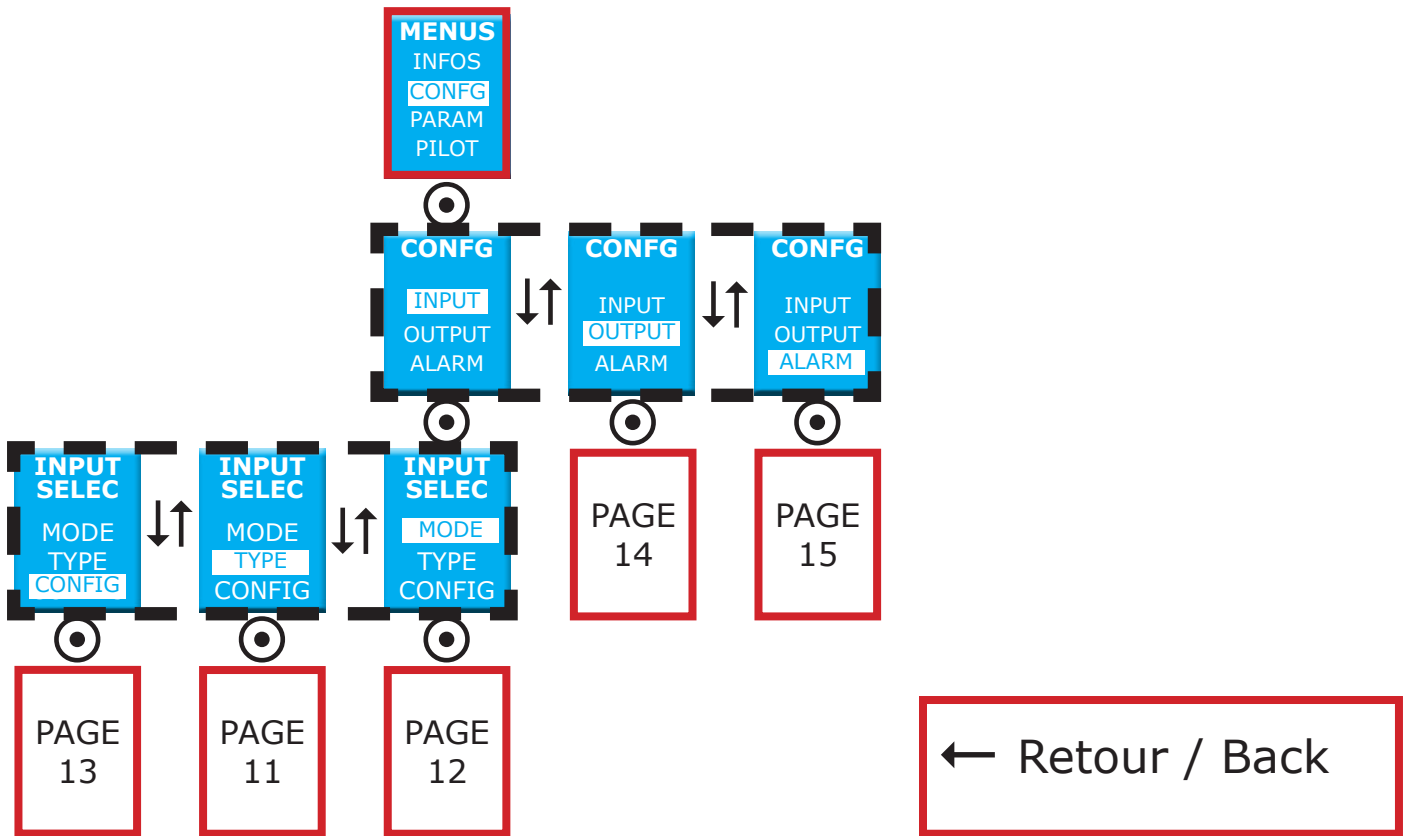 MENUS
INFOS
CONFG
PARAM
PILOT
CONFG
INPUT
OUTPUT
ALARM
CONFG
INPUT
OUTPUT
ALARM
CONFG
INPUT
OUTPUT
ALARM
INPUT
SELEC
MODE
TYPE
CONFIG
INPUT
SELEC
MODE
TYPE
CONFIG
INPUT
SELEC
MODE
TYPE
CONFIG
PAGE
14
PAGE
15
PAGE
13
PAGE
11
PAGE
12
← Retour / Back